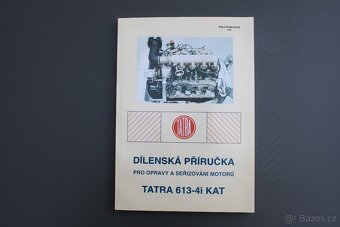 TATRA
DÍLENSKÁ PŘÍRUČKA
PRO OPRAVY A SEŘIZOVÁNÍ MOTORŮ
TATRA 613-4i KAT
Bazos.cz